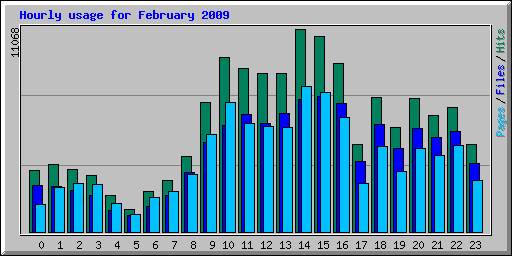 Hourly usage for February 2009
11068
Pages/Files/Hits
0 1 2 3 4 5 6 7 8 9 10 11 12 13 14 15 16 17 18 19 20 21 22 23